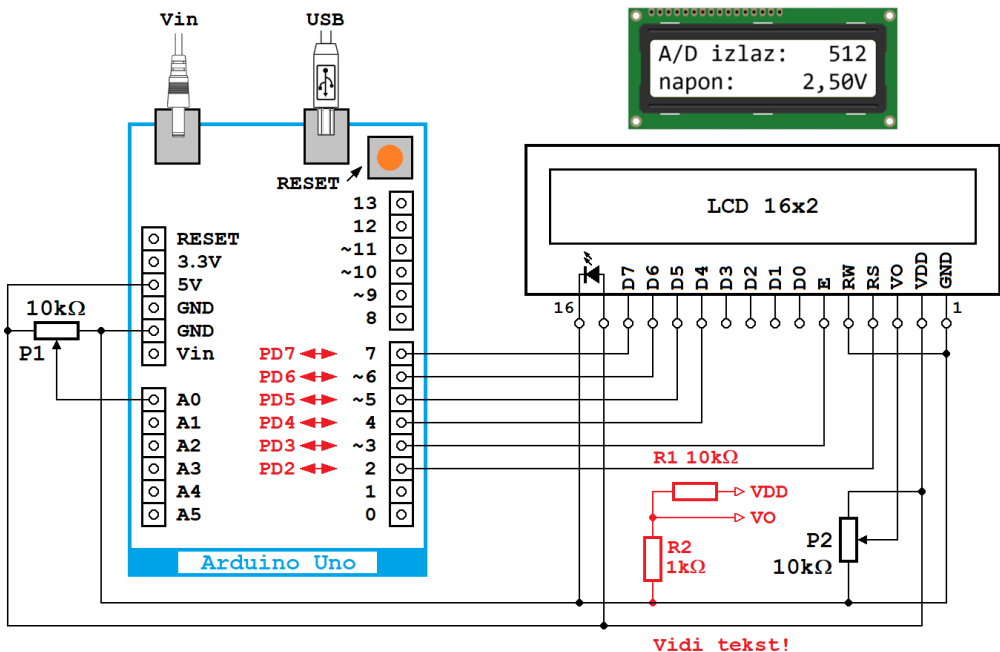 Vin
USB
A/D izlaz: 512
napon: 2,50V
RESET
LCD 16x2
13
12
~11
~10
~9
8
RESET
3.3V
5V
GND
GND
Vin
10kΩ
P1
16
D7
D6
D5
D4
D3
D2
D1
D0
E
RW
RS
VO
VDD
GND
1
PD7 7
PD6 ~6
PD5 ~5
PD4 4
PD3 ~3
PD2 2
1
0
A0
A1
A2
A3
A4
A5
R1 10kΩ
VDD
VO
R2
1kΩ
P2
10kΩ
Arduino Uno
Vidi tekst!